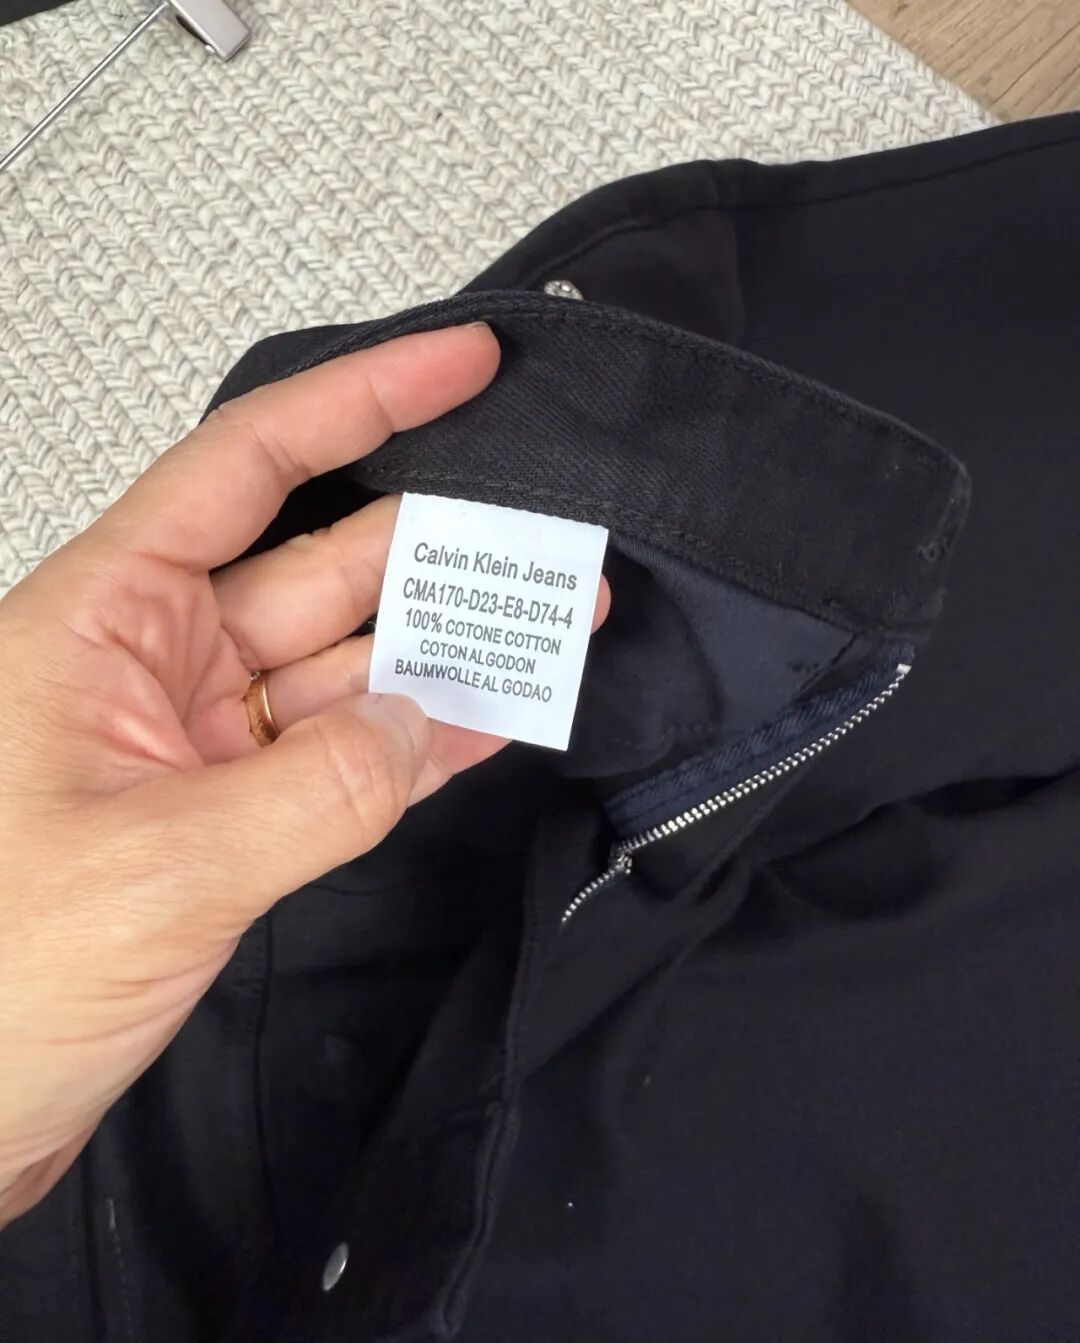 Calvin Klein Jeans
CMA170-D23-E8-D74-4
100% COTONE COTTON
COTON ALGODON
BAUMWOLLE AL GODAO